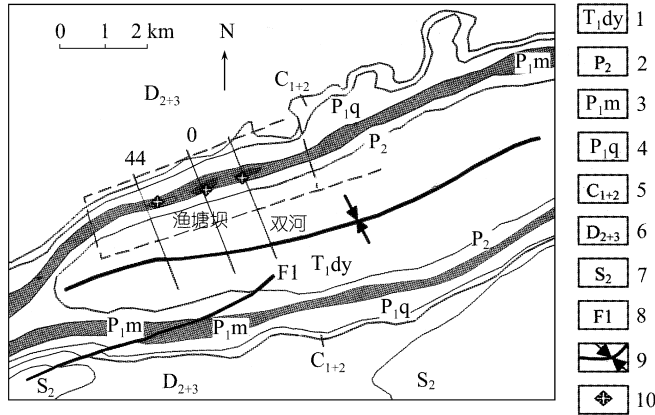 0 1 2 km
N
D₂₊₃
C₁₊₂
P₁q
P₁m
P₂
0
44
渔塘坝
双河
F1
T₁dy
P₂
P₁q
P₁m
P₁m
C₁₊₂
S₂
D₂₊₃
S₂
T₁dy 1
P₂ 2
P₁m 3
P₁q 4
C₁₊₂ 5
D₂₊₃ 6
S₂ 7
F1 8
9
10